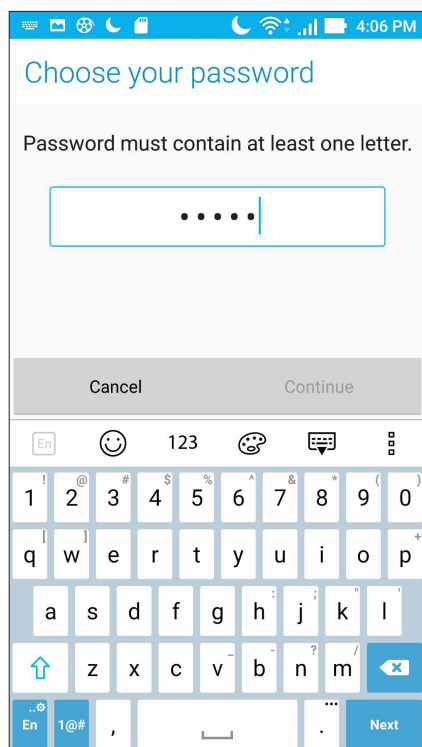 4:06 PM
Choose your password
Password must contain at least one letter.
•••••
Cancel Continue
En 123
! @ # $ % ^ & * ( )
1 2 3 4 5 6 7 8 9 0
[ ] +
q w e r t y u i o p
: ; " '
a s d f g h j k l
_ - ? /
z x c v b n m
En 1@# , . Next